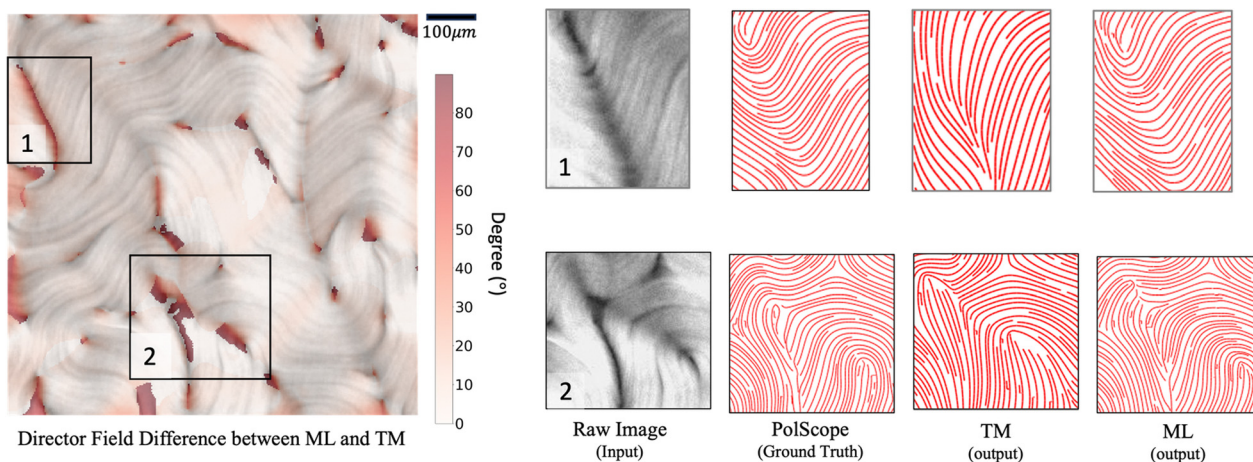 100μm
1
2
80
70
60
50
40
30
20
10
0
Degree (°)
Director Field Difference between ML and TM
1
2
Raw Image
(Input)
PolScope
(Ground Truth)
TM
(output)
ML
(output)